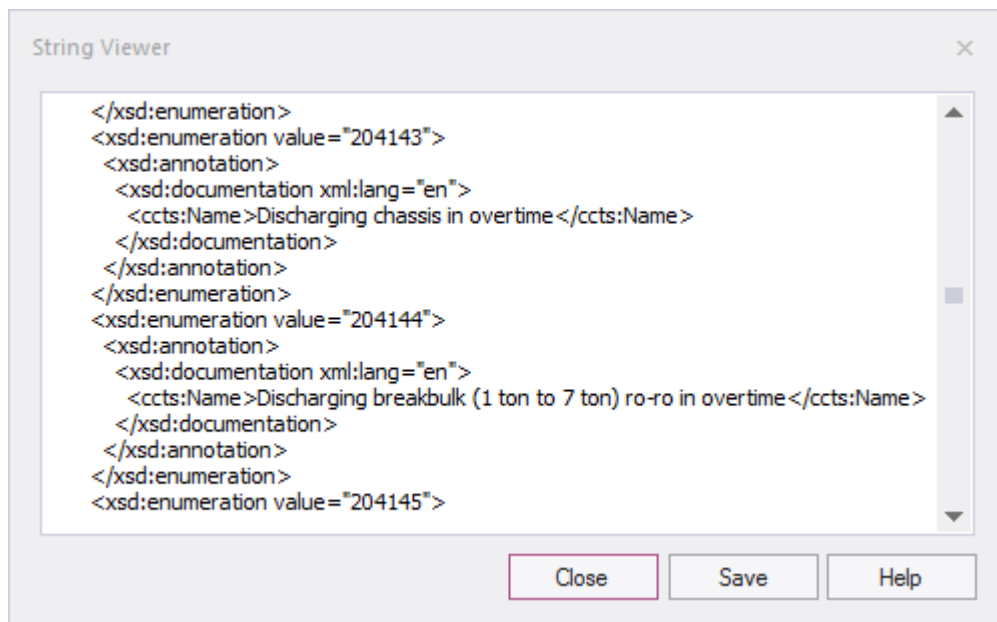 String Viewer
</xsd:enumeration>
<xsd:enumeration value="204143">
<xsd:annotation>
<xsd:documentation xml:lang="en">
<ccts:Name>Discharging chassis in overtime</ccts:Name>
</xsd:documentation>
</xsd:annotation>
</xsd:enumeration>
<xsd:enumeration value="204144">
<xsd:annotation>
<xsd:documentation xml:lang="en">
<ccts:Name>Discharging breakbulk (1 ton to 7 ton) ro-ro in overtime</ccts:Name>
</xsd:documentation>
</xsd:annotation>
</xsd:enumeration>
<xsd:enumeration value="204145">
Close Save Help